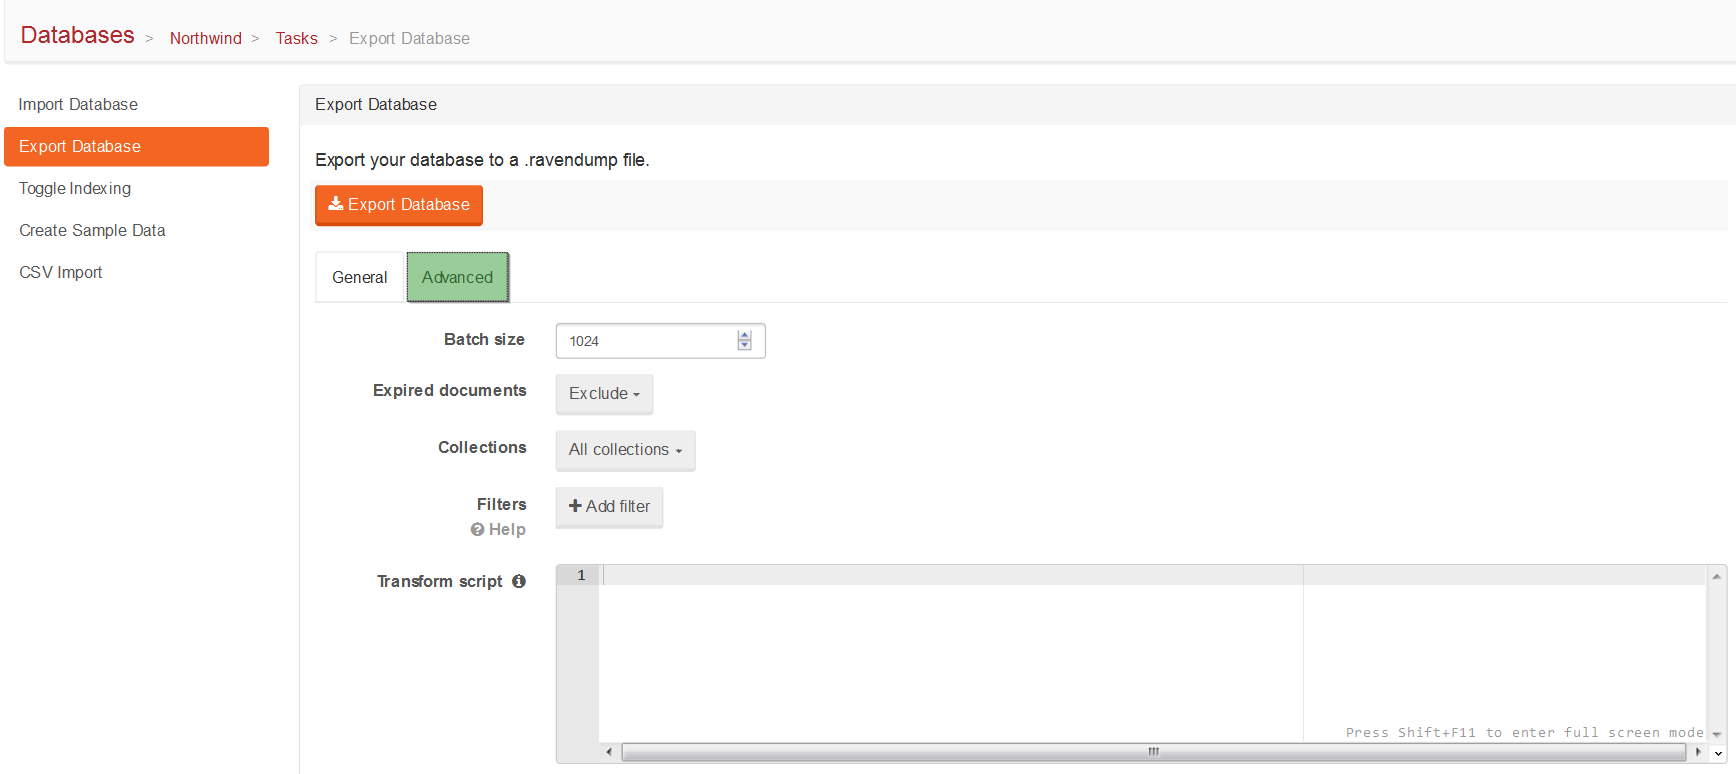 Databases > Northwind > Tasks > Export Database
Import Database
Export Database
Toggle Indexing
Create Sample Data
CSV Import
Export Database
Export your database to a .ravendump file.
Export Database
General Advanced
Batch size 1024
Expired documents Exclude
Collections All collections
Filters Add filter
Help
Transform script 1
Press Shift+F11 to enter full screen mode